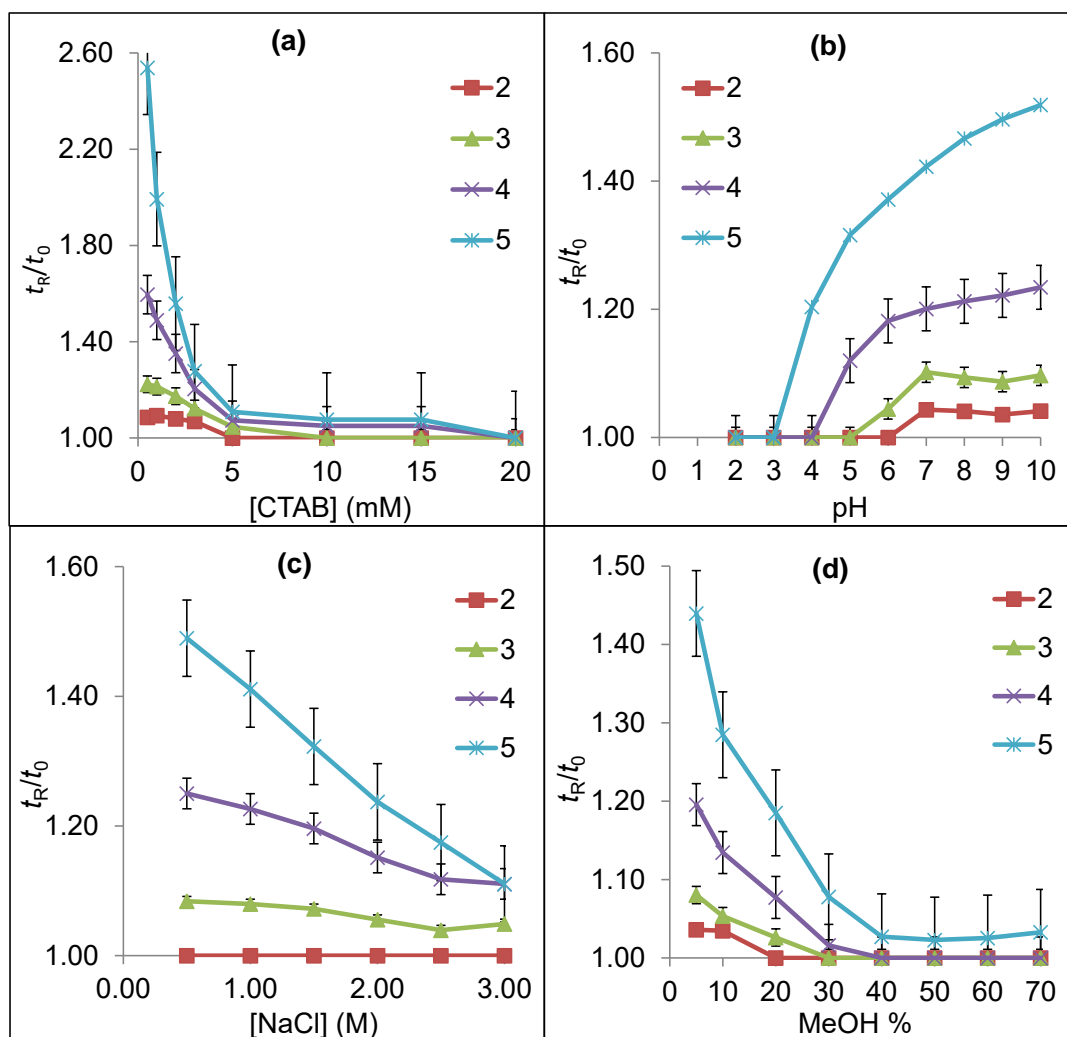 (a)
2.60
2.20
1.80
1.40
1.00
tR/t0
0 5 10 15 20
[CTAB] (mM)
2
3
4
5
(b)
1.60
1.40
1.20
1.00
tR/t0
0 1 2 3 4 5 6 7 8 9 10
pH
2
3
4
5
(c)
1.60
1.40
1.20
1.00
tR/t0
0.00 1.00 2.00 3.00
[NaCl] (M)
2
3
4
5
(d)
1.50
1.40
1.30
1.20
1.10
1.00
tR/t0
0 10 20 30 40 50 60 70
MeOH %
2
3
4
5